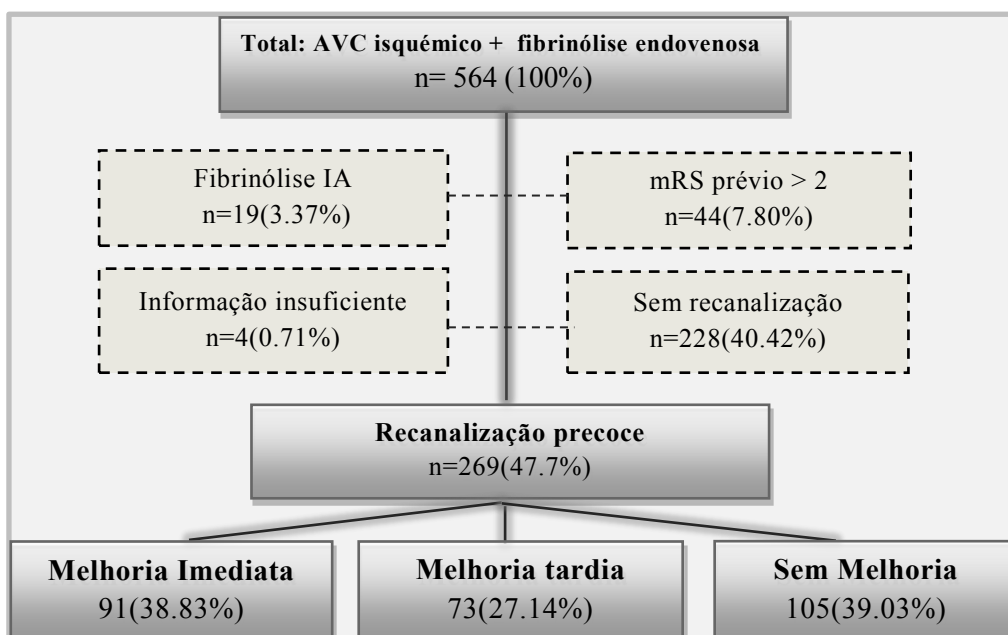 Total: AVC isquémico + fibrinólise endovenosa
n= 564 (100%)
Fibrinólise IA
n=19(3.37%)
mRS prévio > 2
n=44(7.80%)
Informação insuficiente
n=4(0.71%)
Sem recanalização
n=228(40.42%)
Recanalização precoce
n=269(47.7%)
Melhoria Imediata
91(38.83%)
Melhoria tardia
73(27.14%)
Sem Melhoria
105(39.03%)